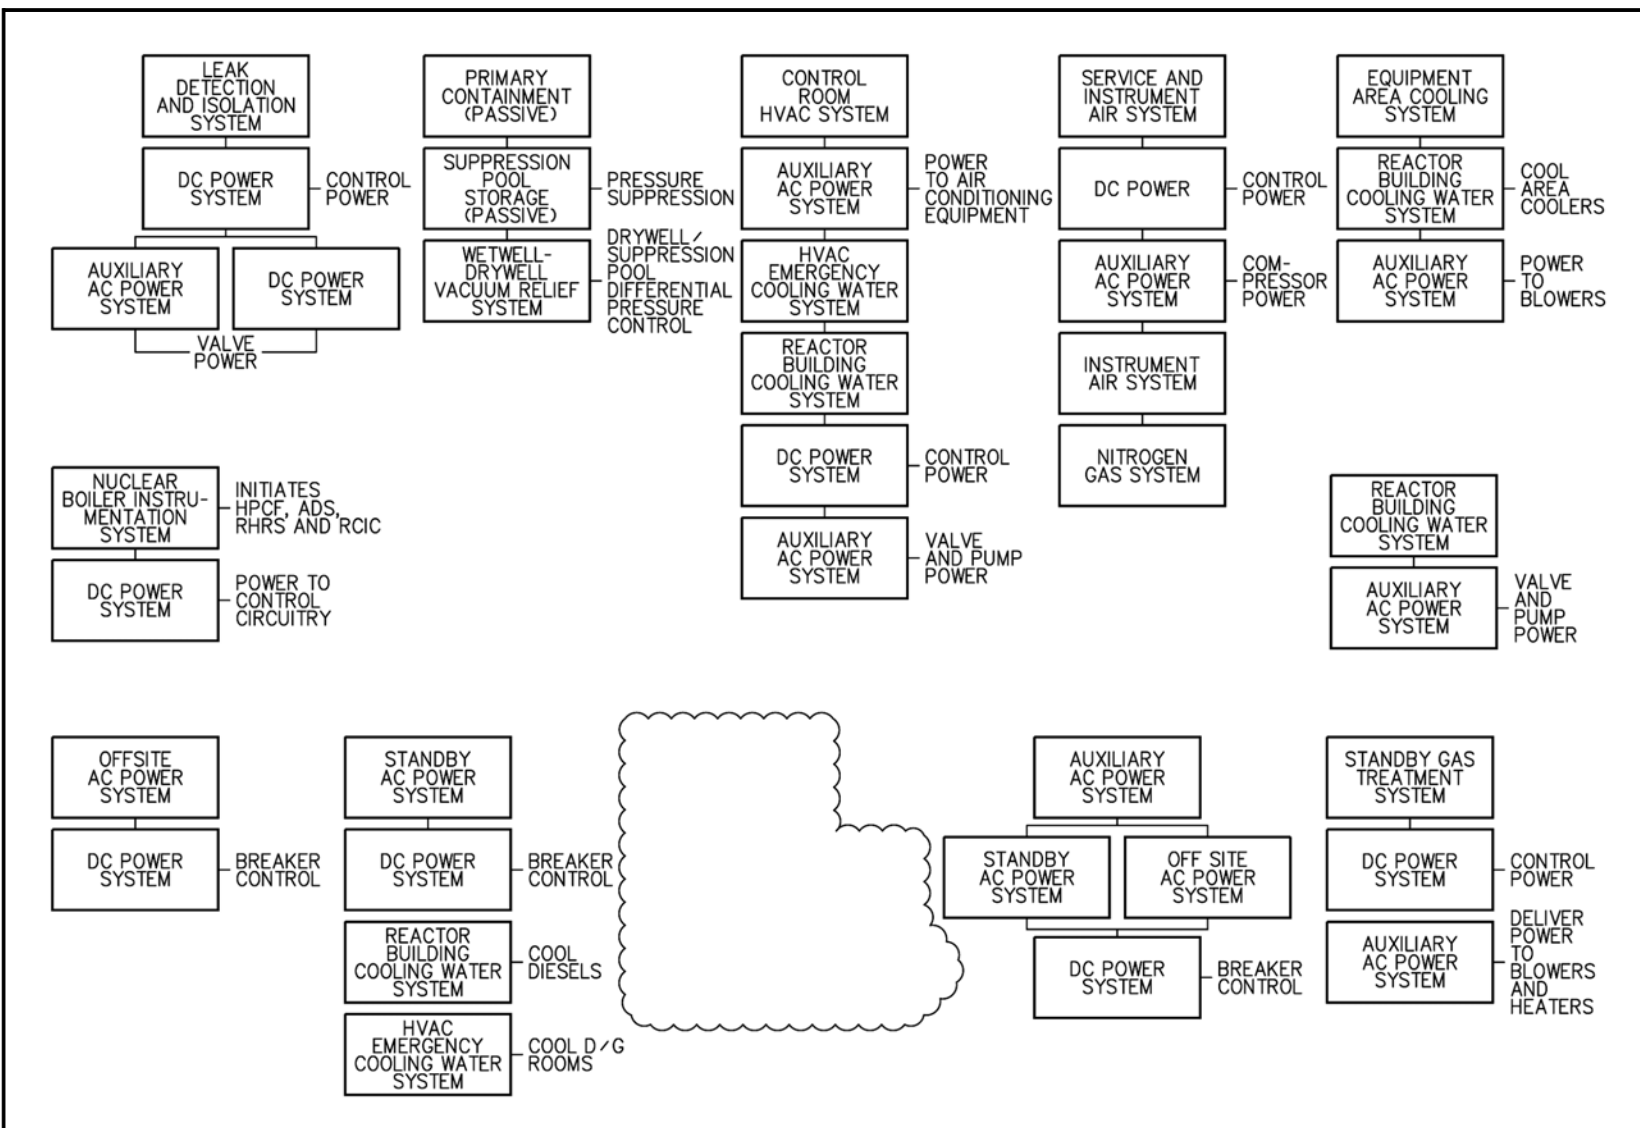 LEAK
DETECTION
AND ISOLATION
SYSTEM
DC POWER
SYSTEM
CONTROL
POWER
AUXILIARY
AC POWER
SYSTEM
DC POWER
SYSTEM
VALVE
POWER
PRIMARY
CONTAINMENT
(PASSIVE)
SUPPRESSION
POOL
STORAGE
(PASSIVE)
PRESSURE
SUPPRESSION
WETWELL-
DRYWELL
VACUUM RELIEF
SYSTEM
DRYWELL/
SUPPRESSION
POOL
DIFFERENTIAL
PRESSURE
CONTROL
CONTROL
ROOM
HVAC SYSTEM
AUXILIARY
AC POWER
SYSTEM
POWER
TO AIR
CONDITIONING
EQUIPMENT
HVAC
EMERGENCY
COOLING WATER
SYSTEM
REACTOR
BUILDING
COOLING WATER
SYSTEM
DC POWER
SYSTEM
CONTROL
POWER
AUXILIARY
AC POWER
SYSTEM
VALVE
AND PUMP
POWER
SERVICE AND
INSTRUMENT
AIR SYSTEM
DC POWER
CONTROL
POWER
AUXILIARY
AC POWER
SYSTEM
COM-
PRESSOR
POWER
INSTRUMENT
AIR SYSTEM
NITROGEN
GAS SYSTEM
EQUIPMENT
AREA COOLING
SYSTEM
REACTOR
BUILDING
COOLING WATER
SYSTEM
COOL
AREA
COOLERS
AUXILIARY
AC POWER
SYSTEM
POWER
TO
BLOWERS
NUCLEAR
BOILER INSTRU-
MENTATION
SYSTEM
INITIATES
HPCF, ADS,
RHRS AND RCIC
DC POWER
SYSTEM
POWER TO
CONTROL
CIRCUITRY
REACTOR
BUILDING
COOLING WATER
SYSTEM
AUXILIARY
AC POWER
SYSTEM
VALVE
AND
PUMP
POWER
OFFSITE
AC POWER
SYSTEM
DC POWER
SYSTEM
BREAKER
CONTROL
STANDBY
AC POWER
SYSTEM
DC POWER
SYSTEM
BREAKER
CONTROL
REACTOR
BUILDING
COOLING WATER
SYSTEM
COOL
DIESELS
HVAC
EMERGENCY
COOLING WATER
SYSTEM
COOL D/G
ROOMS
AUXILIARY
AC POWER
SYSTEM
STANDBY
AC POWER
SYSTEM
OFF SITE
AC POWER
SYSTEM
DC POWER
SYSTEM
BREAKER
CONTROL
STANDBY GAS
TREATMENT
SYSTEM
DC POWER
SYSTEM
CONTROL
POWER
AUXILIARY
AC POWER
SYSTEM
DELIVER
POWER
TO
BLOWERS
AND
HEATERS